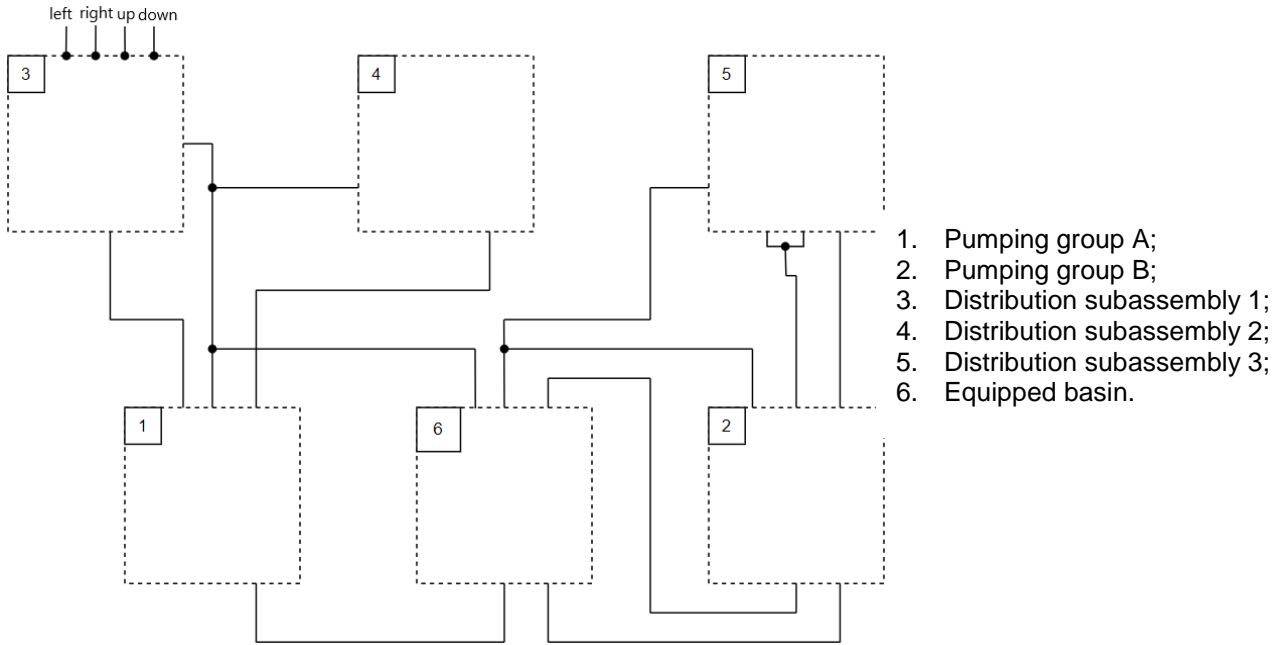 left right up down
3
4
5
1
6
2
1. Pumping group A;
2. Pumping group B;
3. Distribution subassembly 1;
4. Distribution subassembly 2;
5. Distribution subassembly 3;
6. Equipped basin.